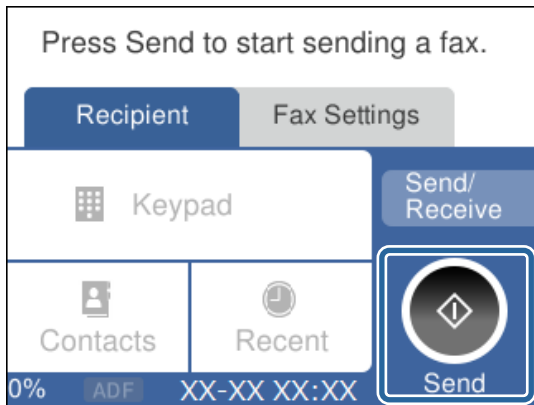 Press Send to start sending a fax.
Recipient
Fax Settings
Keypad
Send/
Receive
Contacts
Recent
Send
0%
ADF
XX-XX XX:XX